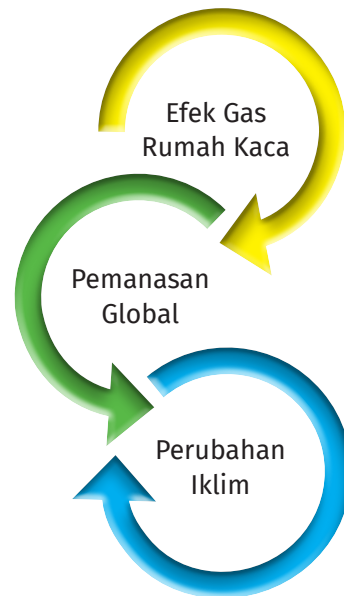 Efek Gas
Rumah Kaca
Pemanasan
Global
Perubahan
Iklim